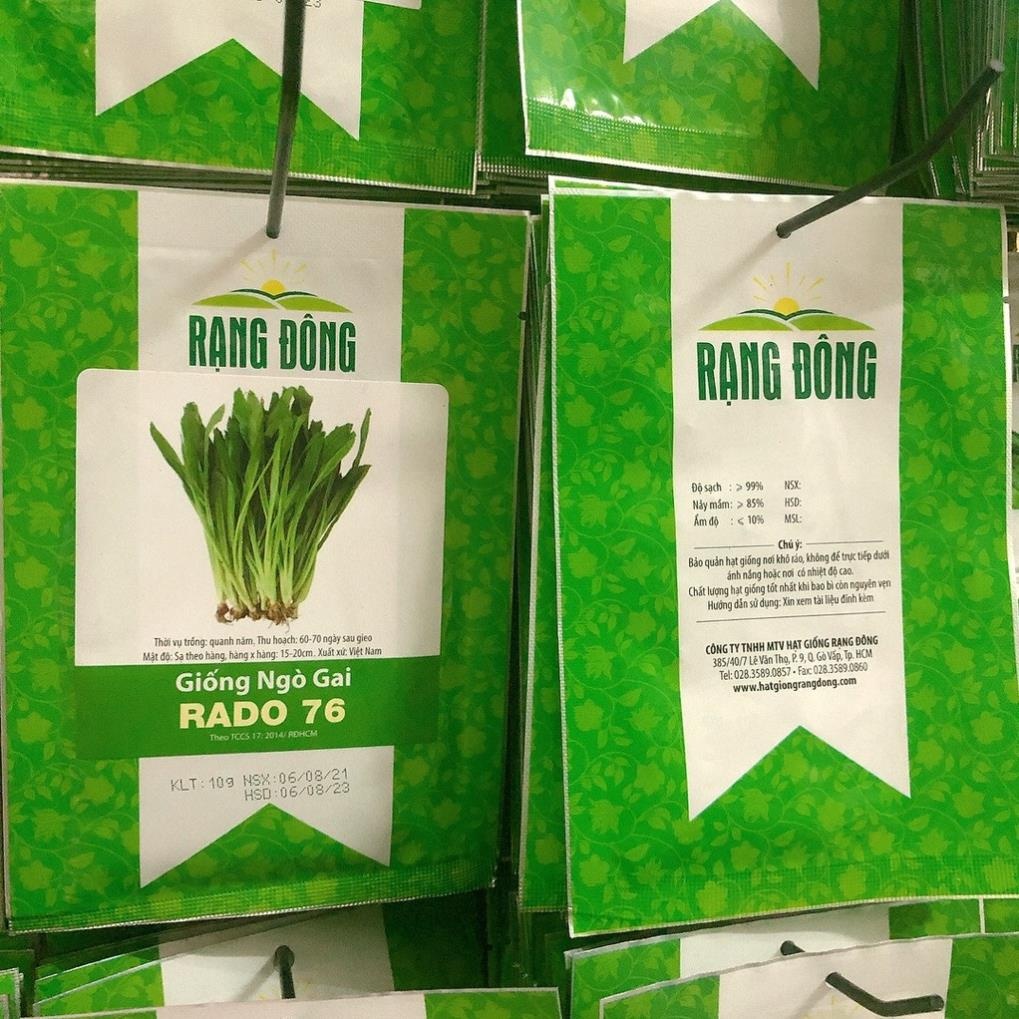 RẠNG ĐÔNG
Thời vụ trồng: quanh năm. Thu hoạch: 60-70 ngày sau gieo
Mật độ: Sạ theo hàng, hàng x hàng: 15-20cm. Xuất xứ: Việt Nam
Giống Ngò Gai
RADO 76
Theo TCCS 17: 2014/ RĐHCM
KLT: 10g NSX:06/08/21
HSD:06/08/23
RẠNG ĐÔNG
Độ sạch : ⩾ 99% NSX:
Nảy mầm: ⩾ 85% HSD:
Ẩm độ : ⩽ 10% MSL:
Chú ý:
Bảo quản hạt giống nơi khô ráo, không để trực tiếp dưới
ánh nắng hoặc nơi có nhiệt độ cao.
Chất lượng hạt giống tốt nhất khi bao bì còn nguyên vẹn
Hướng dẫn sử dụng: Xin xem tài liệu đính kèm
CÔNG TY TNHH MTV HẠT GIỐNG RẠNG ĐÔNG
385/40/7 Lê Văn Thọ, P. 9, Q. Gò Vấp, Tp. HCM
Tel: 028.3589.0857 • Fax: 028.3589.0860
www.hatgiongrangdong.com